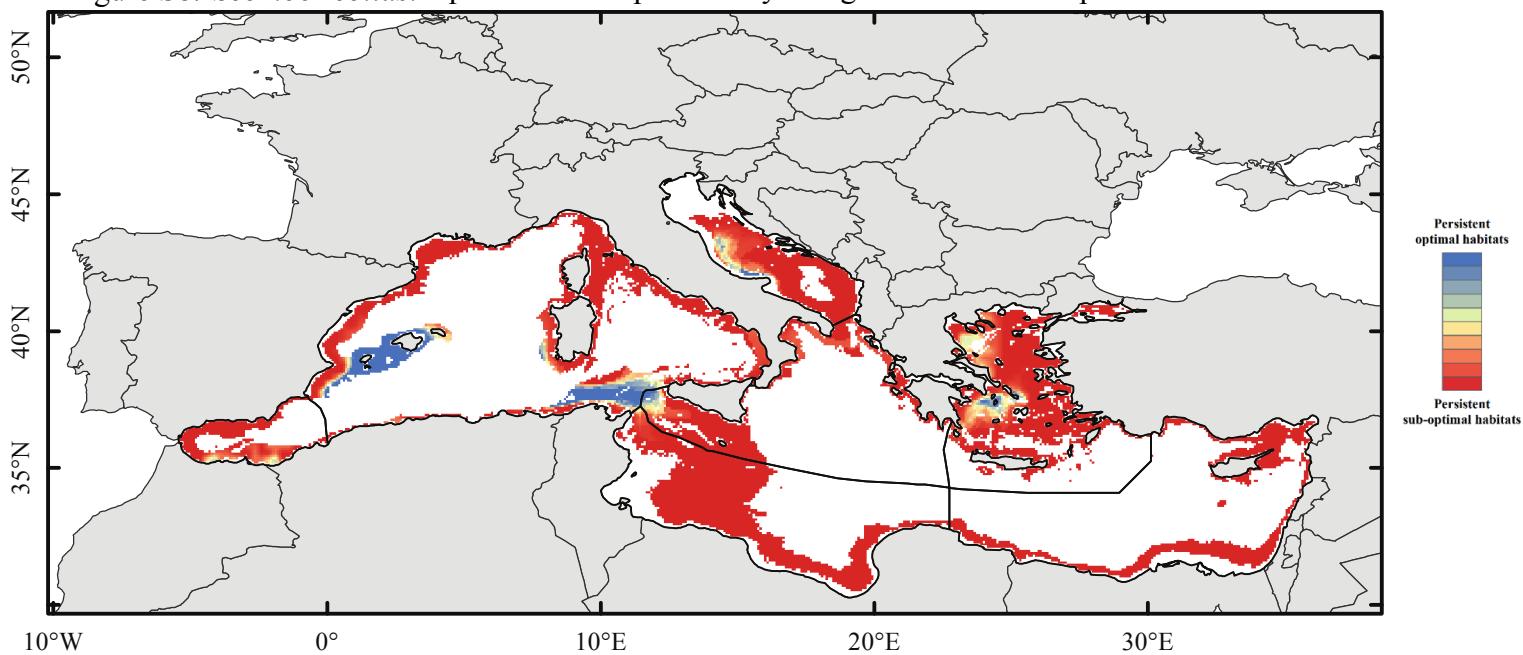 50°N
45°N
40°N
35°N
10°W
0°
10°E
20°E
30°E
Persistent
optimal habitats
Persistent
sub-optimal habitats